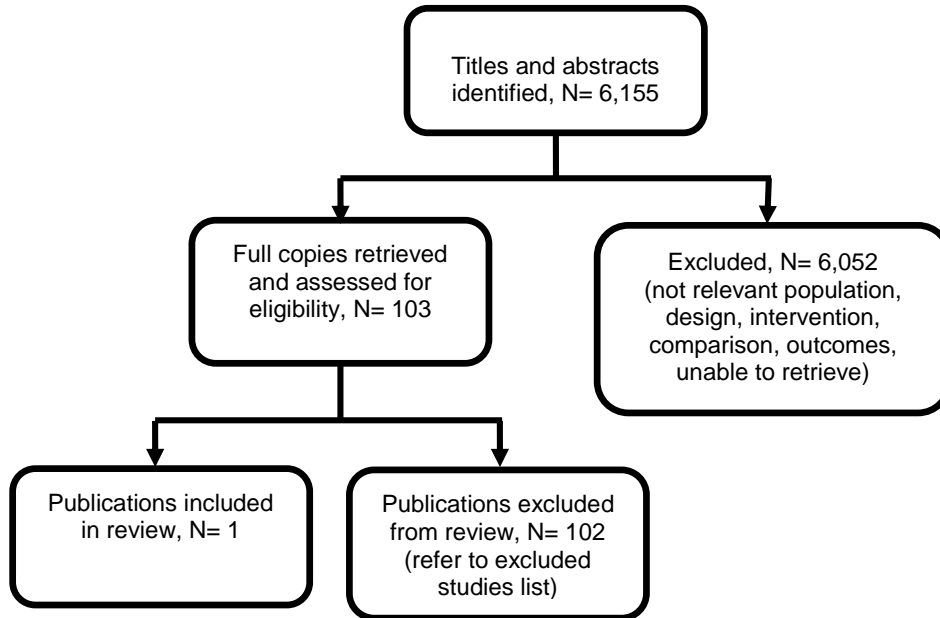 Titles and abstracts
identified, N= 6,155
Full copies retrieved
and assessed for
eligibility, N= 103
Excluded, N= 6,052
(not relevant population,
design, intervention,
comparison, outcomes,
unable to retrieve)
Publications included
in review, N= 1
Publications excluded
from review, N= 102
(refer to excluded
studies list)